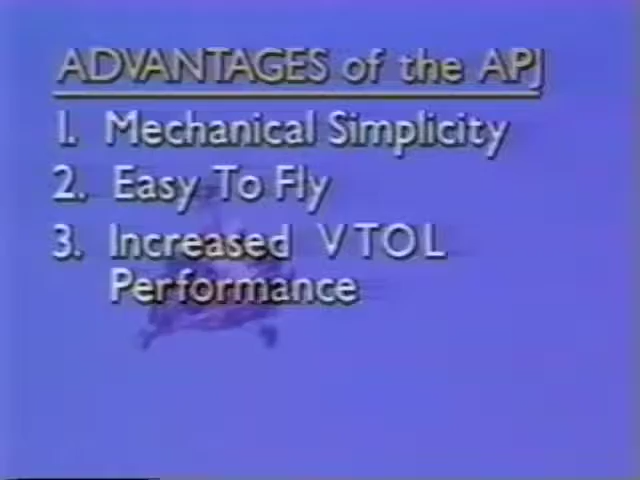 ADVANTAGES of the APJ
1. Mechanical Simplicity
2. Easy To Fly
3. Increased VTOL
Performance